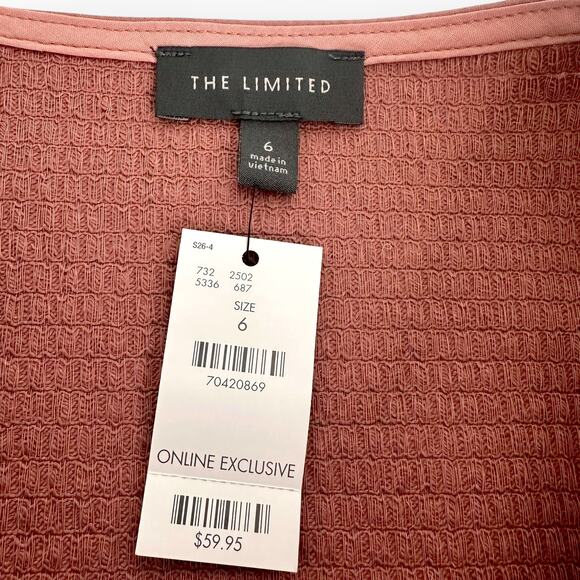 THE LIMITED
6
made in
vietnam
S26-4
732 2502
5336 687
SIZE
6
70420869
ONLINE EXCLUSIVE
$59.95